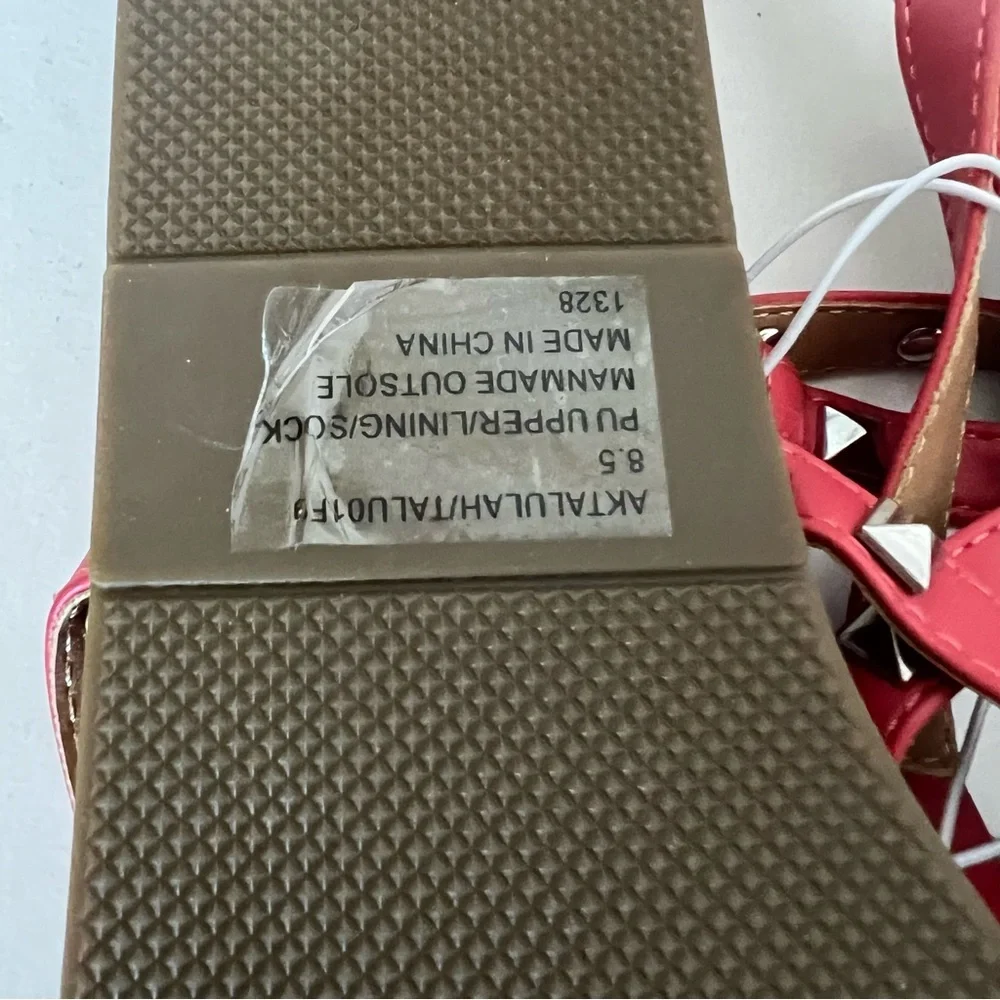 AKTALULAH/TALU01F9
8.5
PU UPPER/LINING/SOCK
MANMADE OUTSOLE
MADE IN CHINA
1328